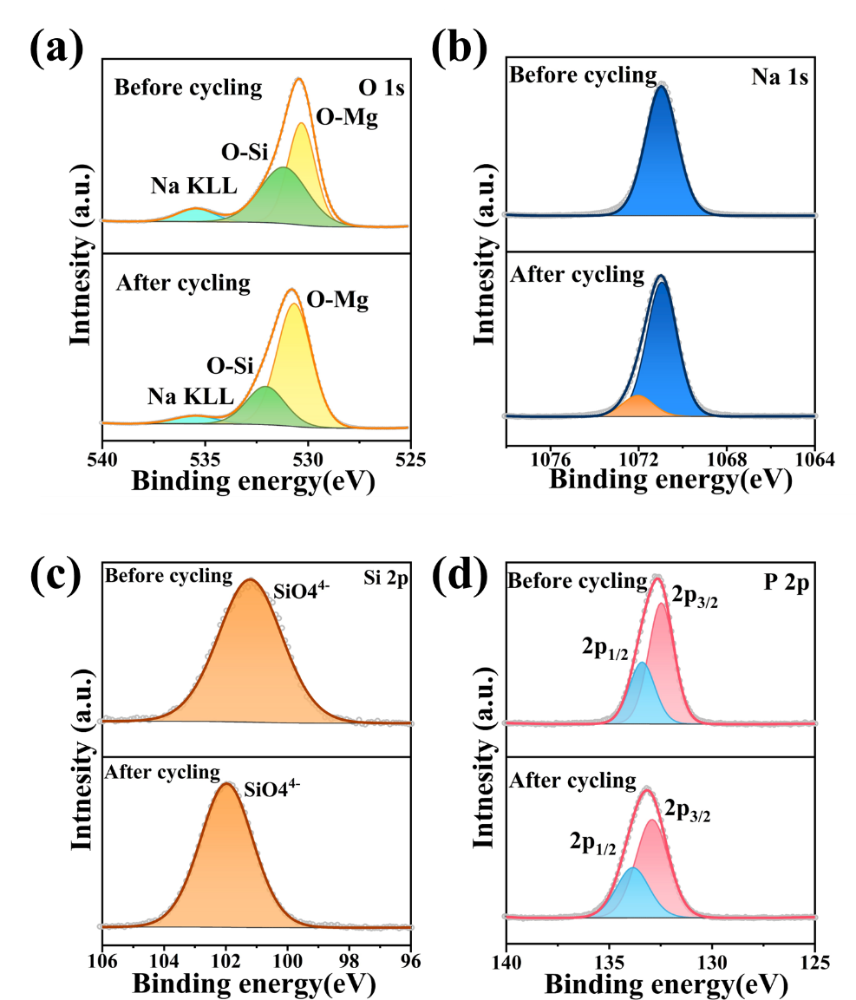 (a)
Before cycling
O 1s
O-Mg
O-Si
Na KLL
After cycling
O-Mg
O-Si
Na KLL
Intnesity (a.u.)
540 535 530 525
Binding energy(eV)
(b)
Before cycling
Na 1s
After cycling
Intnesity (a.u.)
1076 1072 1068 1064
Binding energy(eV)
(c)
Before cycling
Si 2p
SiO4⁴⁻
After cycling
SiO4⁴⁻
Intnesity (a.u.)
106 104 102 100 98 96
Binding energy(eV)
(d)
Before cycling
P 2p
2p₃/₂
2p₁/₂
After cycling
2p₃/₂
2p₁/₂
Intnesity (a.u.)
140 135 130 125
Binding energy(eV)